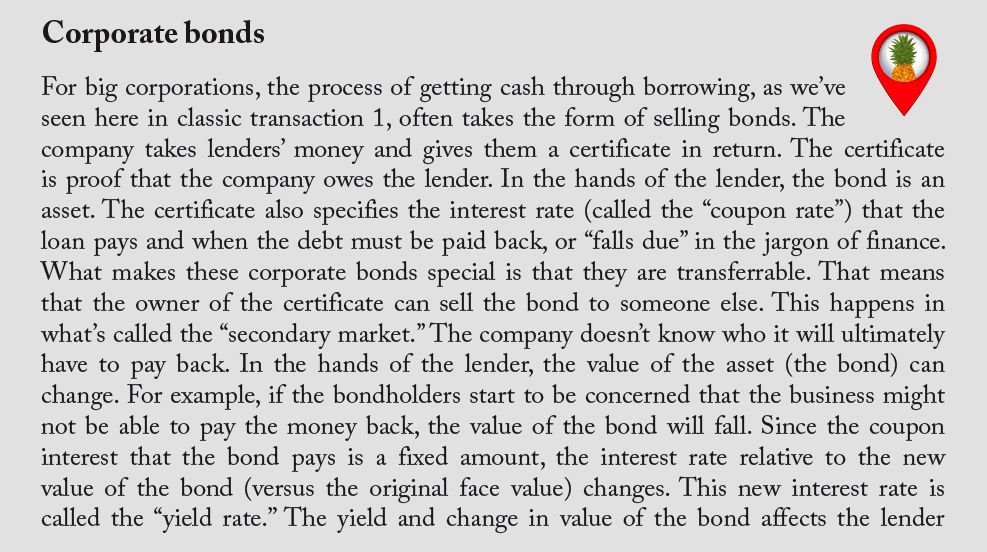 Corporate bonds
For big corporations, the process of getting cash through borrowing, as we’ve
seen here in classic transaction 1, often takes the form of selling bonds. The
company takes lenders’ money and gives them a certificate in return. The certificate
is proof that the company owes the lender. In the hands of the lender, the bond is an
asset. The certificate also specifies the interest rate (called the “coupon rate”) that the
loan pays and when the debt must be paid back, or “falls due” in the jargon of finance.
What makes these corporate bonds special is that they are transferrable. That means
that the owner of the certificate can sell the bond to someone else. This happens in
what’s called the “secondary market.” The company doesn’t know who it will ultimately
have to pay back. In the hands of the lender, the value of the asset (the bond) can
change. For example, if the bondholders start to be concerned that the business might
not be able to pay the money back, the value of the bond will fall. Since the coupon
interest that the bond pays is a fixed amount, the interest rate relative to the new
value of the bond (versus the original face value) changes. This new interest rate is
called the “yield rate.” The yield and change in value of the bond affects the lender